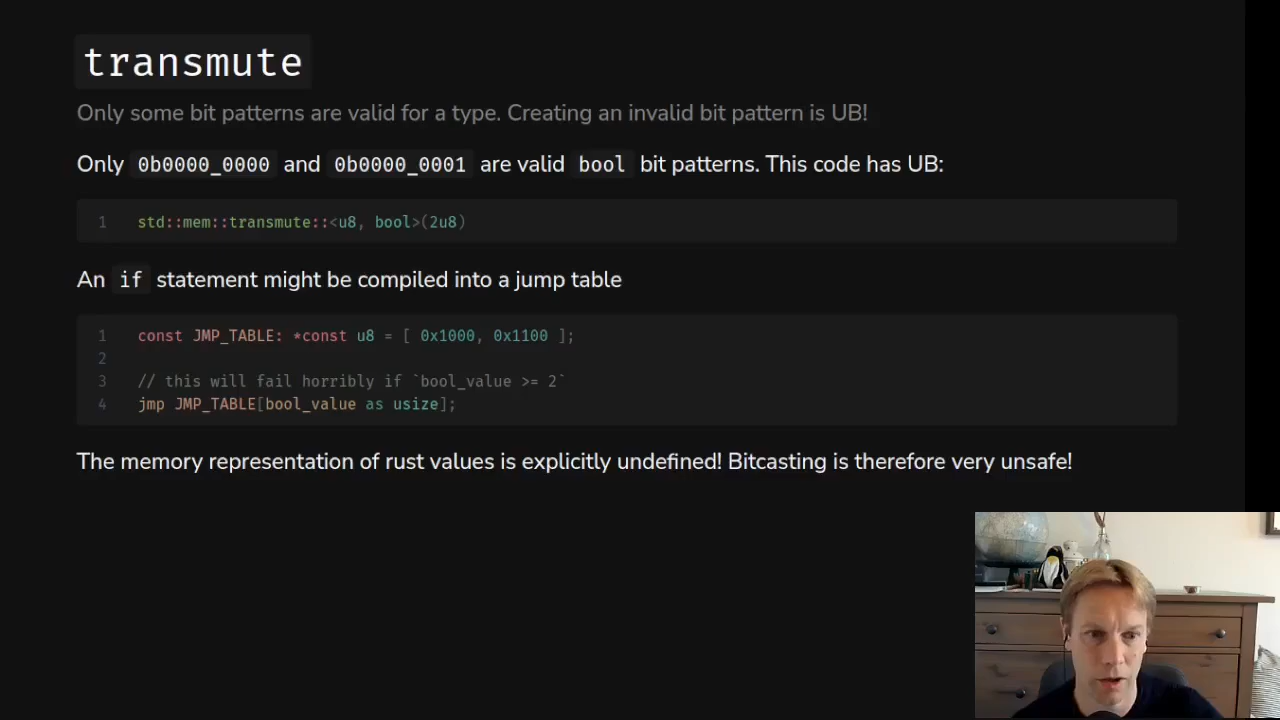 transmute
Only some bit patterns are valid for a type. Creating an invalid bit pattern is UB!
Only 0b0000_0000 and 0b0000_0001 are valid bool bit patterns. This code has UB:
1 std::mem::transmute::<u8, bool>(2u8)
An if statement might be compiled into a jump table
1 const JMP_TABLE: *const u8 = [ 0x1000, 0x1100 ];
2
3 // this will fail horribly if `bool_value >= 2`
4 jmp JMP_TABLE[bool_value as usize];
The memory representation of rust values is explicitly undefined! Bitcasting is therefore very unsafe!